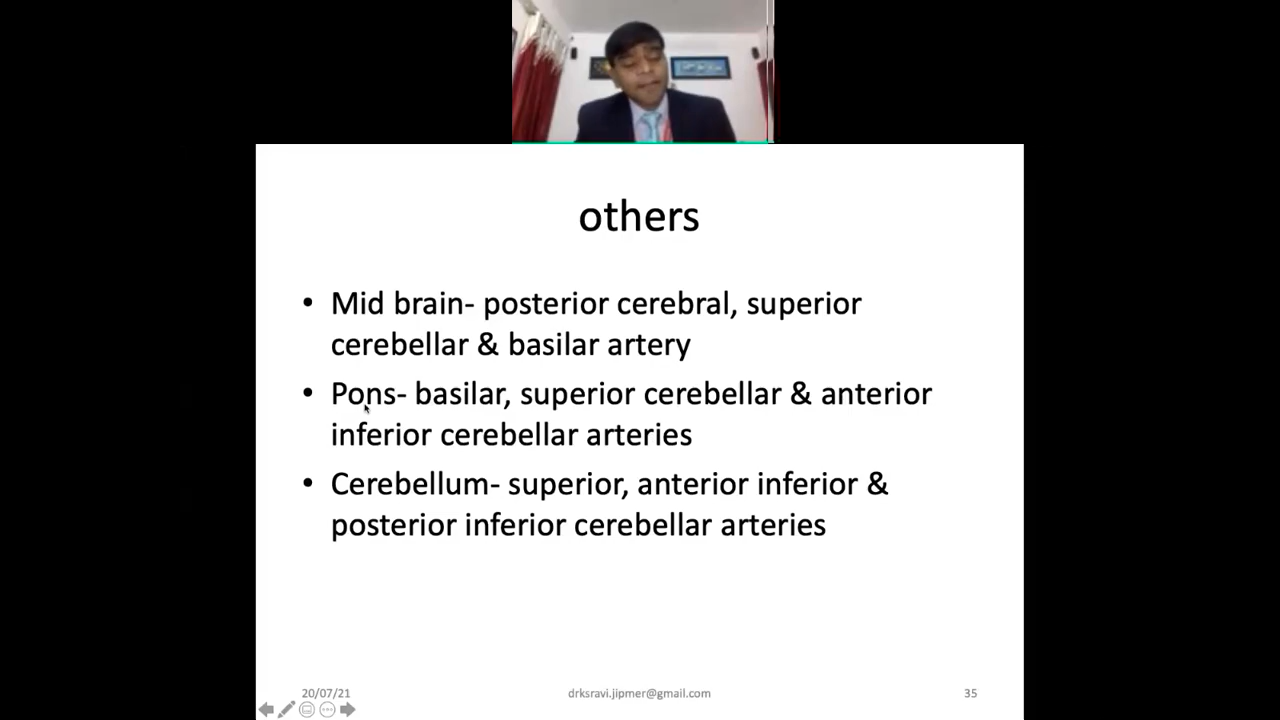 others
• Mid brain- posterior cerebral, superior
cerebellar & basilar artery
• Pons- basilar, superior cerebellar & anterior
inferior cerebellar arteries
• Cerebellum- superior, anterior inferior &
posterior inferior cerebellar arteries
20/07/21
drksravi.jipmer@gmail.com
35